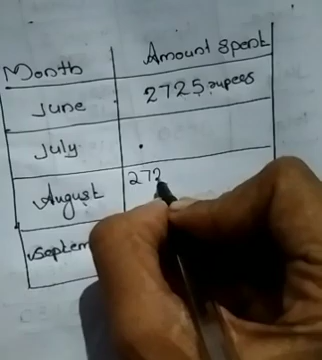 Month Amount Spent
June 2725 rupees
July
August 272
Septem